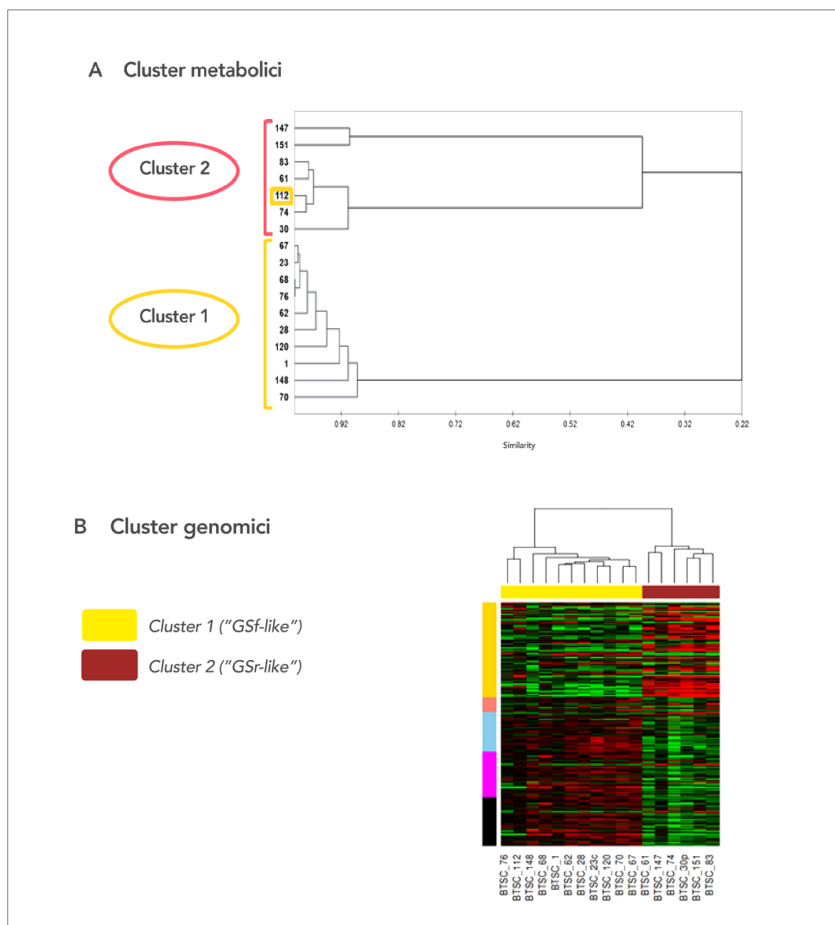 A Cluster metabolici
147
151
Cluster 2
83
61
112
74
30
67
23
68
76
Cluster 1
62
28
120
1
148
70
0.92 0.82 0.72 0.62 0.52 0.42 0.32 0.22
Similarity
B Cluster genomici
Cluster 1 ("GSf-like")
Cluster 2 ("GSr-like")
BTSC_76
BTSC_112
BTSC_148
BTSC_68
BTSC_1
BTSC_62
BTSC_28
BTSC_23c
BTSC_120
BTSC_70
BTSC_67
BTSC_61
BTSC_147
BTSC_74
BTSC_30p
BTSC_151
BTSC_83